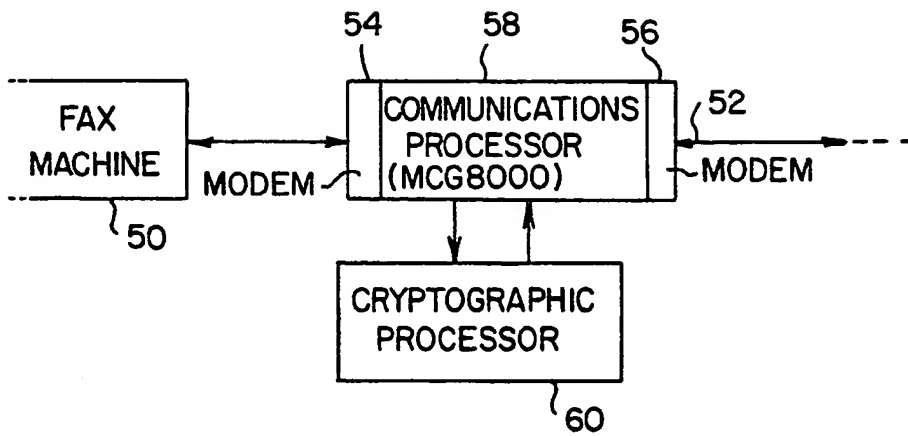 54
58
56
FAX
MACHINE
COMMUNICATIONS
PROCESSOR
(MCG8000)
52
MODEM
MODEM
50
CRYPTOGRAPHIC
PROCESSOR
60